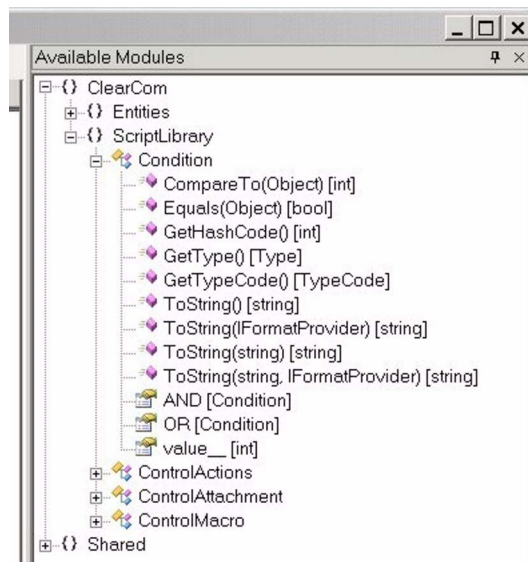 Available Modules
{} ClearCom
{} Entities
{} ScriptLibrary
Condition
CompareTo(Object) [int]
Equals(Object) [bool]
GetHashCode() [int]
GetType() [Type]
GetTypeCode() [TypeCode]
ToString() [string]
ToString(IFormatProvider) [string]
ToString(string) [string]
ToString(string, IFormatProvider) [string]
AND [Condition]
OR [Condition]
value__ [int]
ControlActions
ControlAttachment
ControlMacro
{} Shared